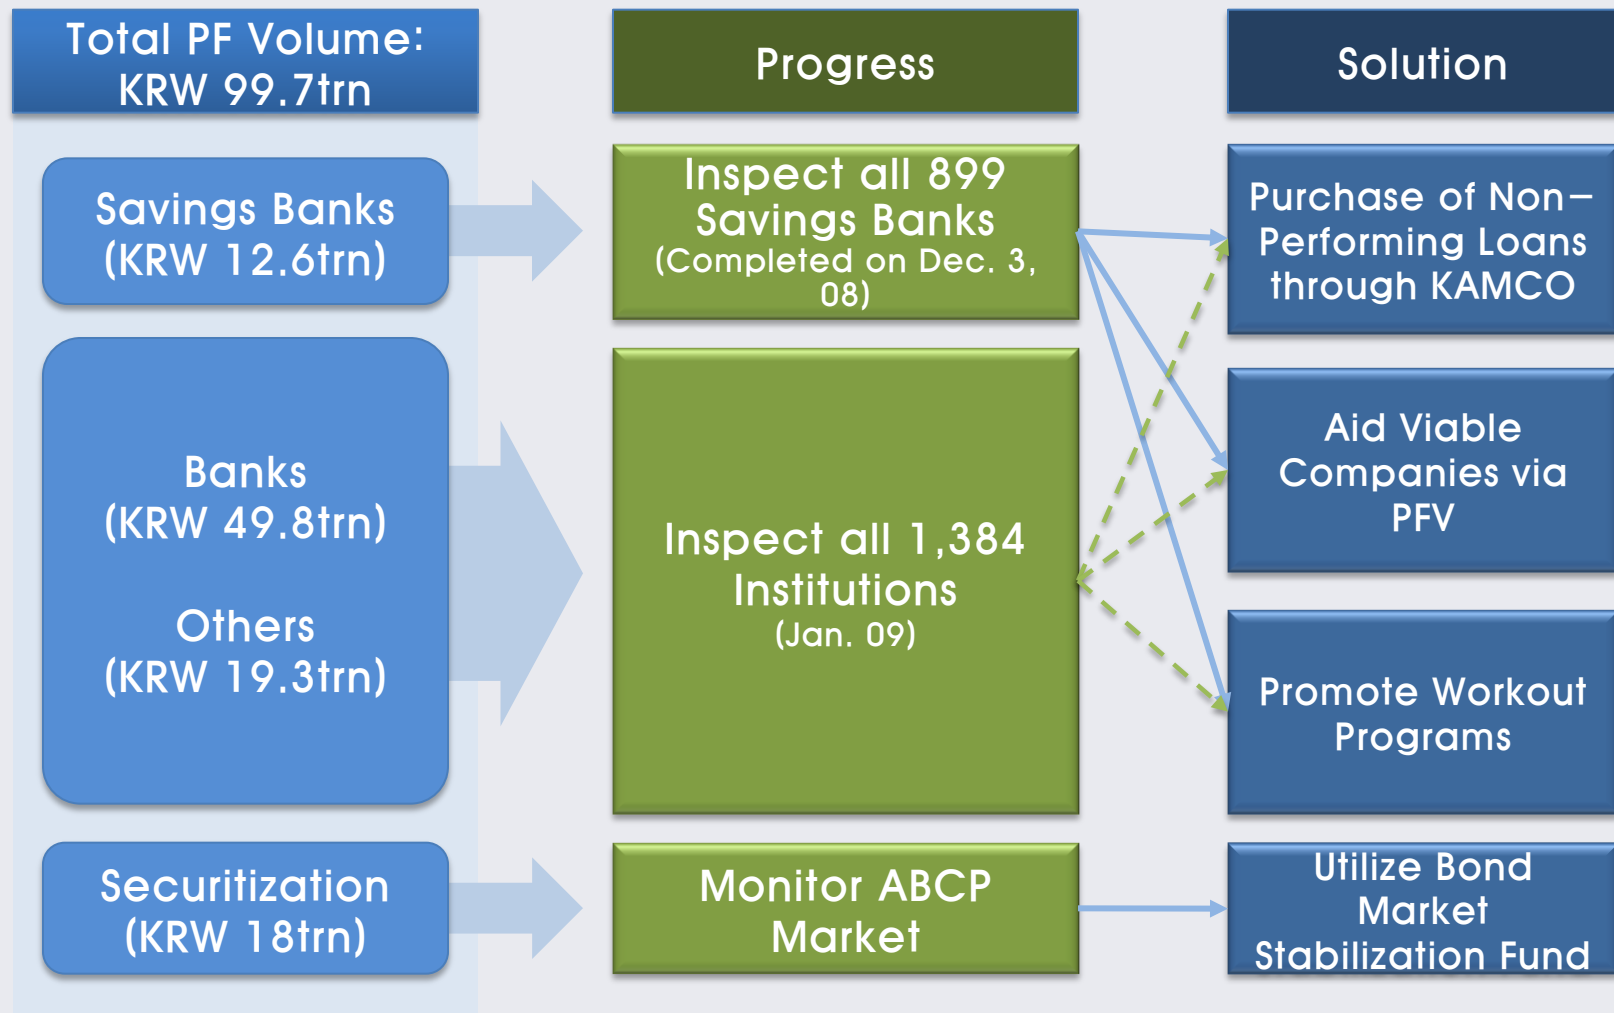 Total PF Volume:
KRW 99.7trn
Progress
Solution
Savings Banks
(KRW 12.6trn)
Inspect all 899
Savings Banks
(Completed on Dec. 3,
08)
Purchase of Non-
Performing Loans
through KAMCO
Banks
(KRW 49.8trn)
Others
(KRW 19.3trn)
Inspect all 1,384
Institutions
(Jan. 09)
Aid Viable
Companies via
PFV
Promote Workout
Programs
Securitization
(KRW 18trn)
Monitor ABCP
Market
Utilize Bond
Market
Stabilization Fund